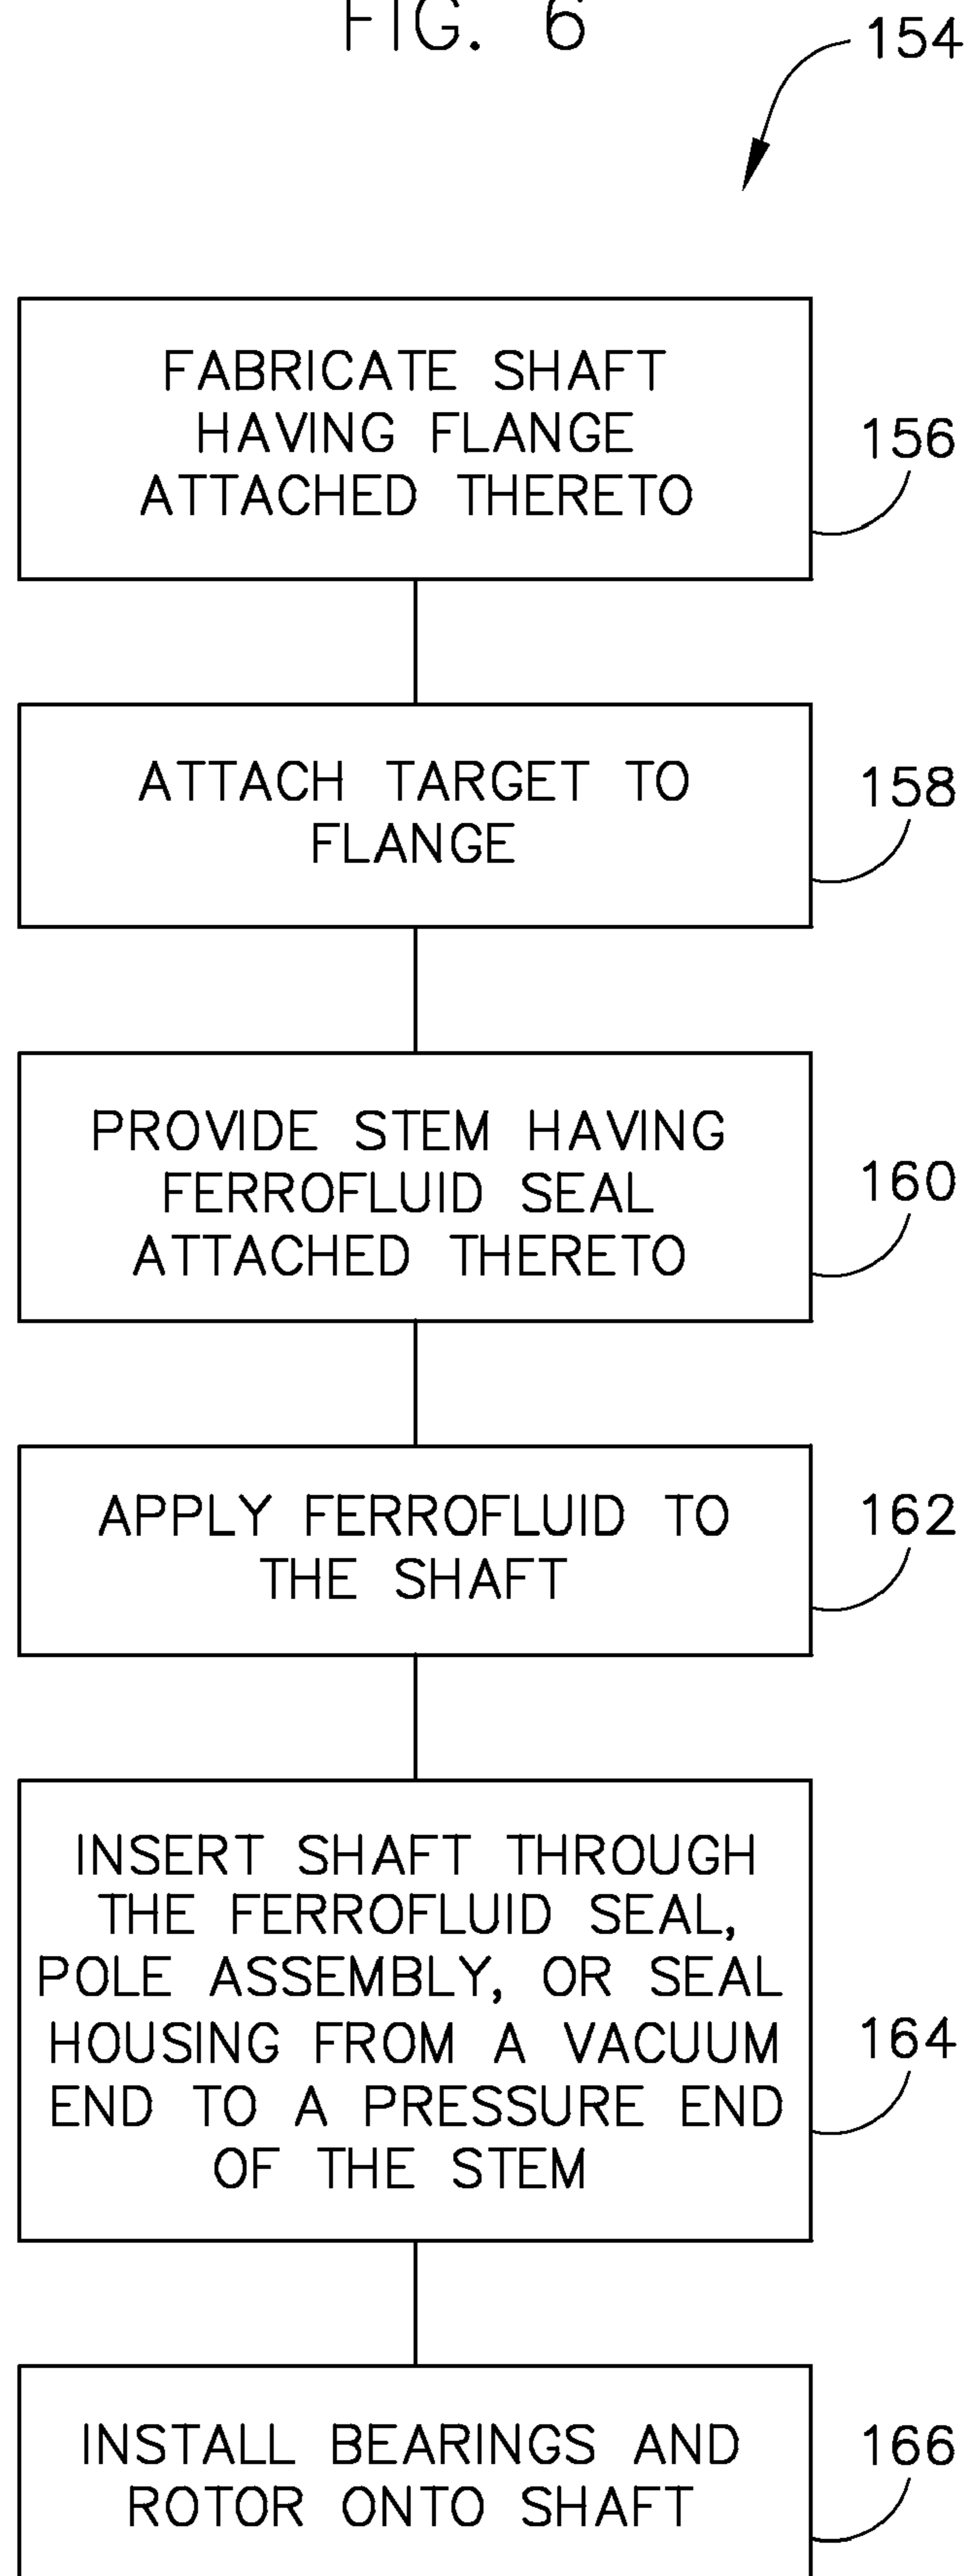 FIG. 6
154
FABRICATE SHAFT
HAVING FLANGE
ATTACHED THERETO
156
ATTACH TARGET TO
FLANGE
158
PROVIDE STEM HAVING
FERROFLUID SEAL
ATTACHED THERETO
160
APPLY FERROFLUID TO
THE SHAFT
162
INSERT SHAFT THROUGH
THE FERROFLUID SEAL,
POLE ASSEMBLY, OR SEAL
HOUSING FROM A VACUUM
END TO A PRESSURE END
OF THE STEM
164
INSTALL BEARINGS AND
ROTOR ONTO SHAFT
166